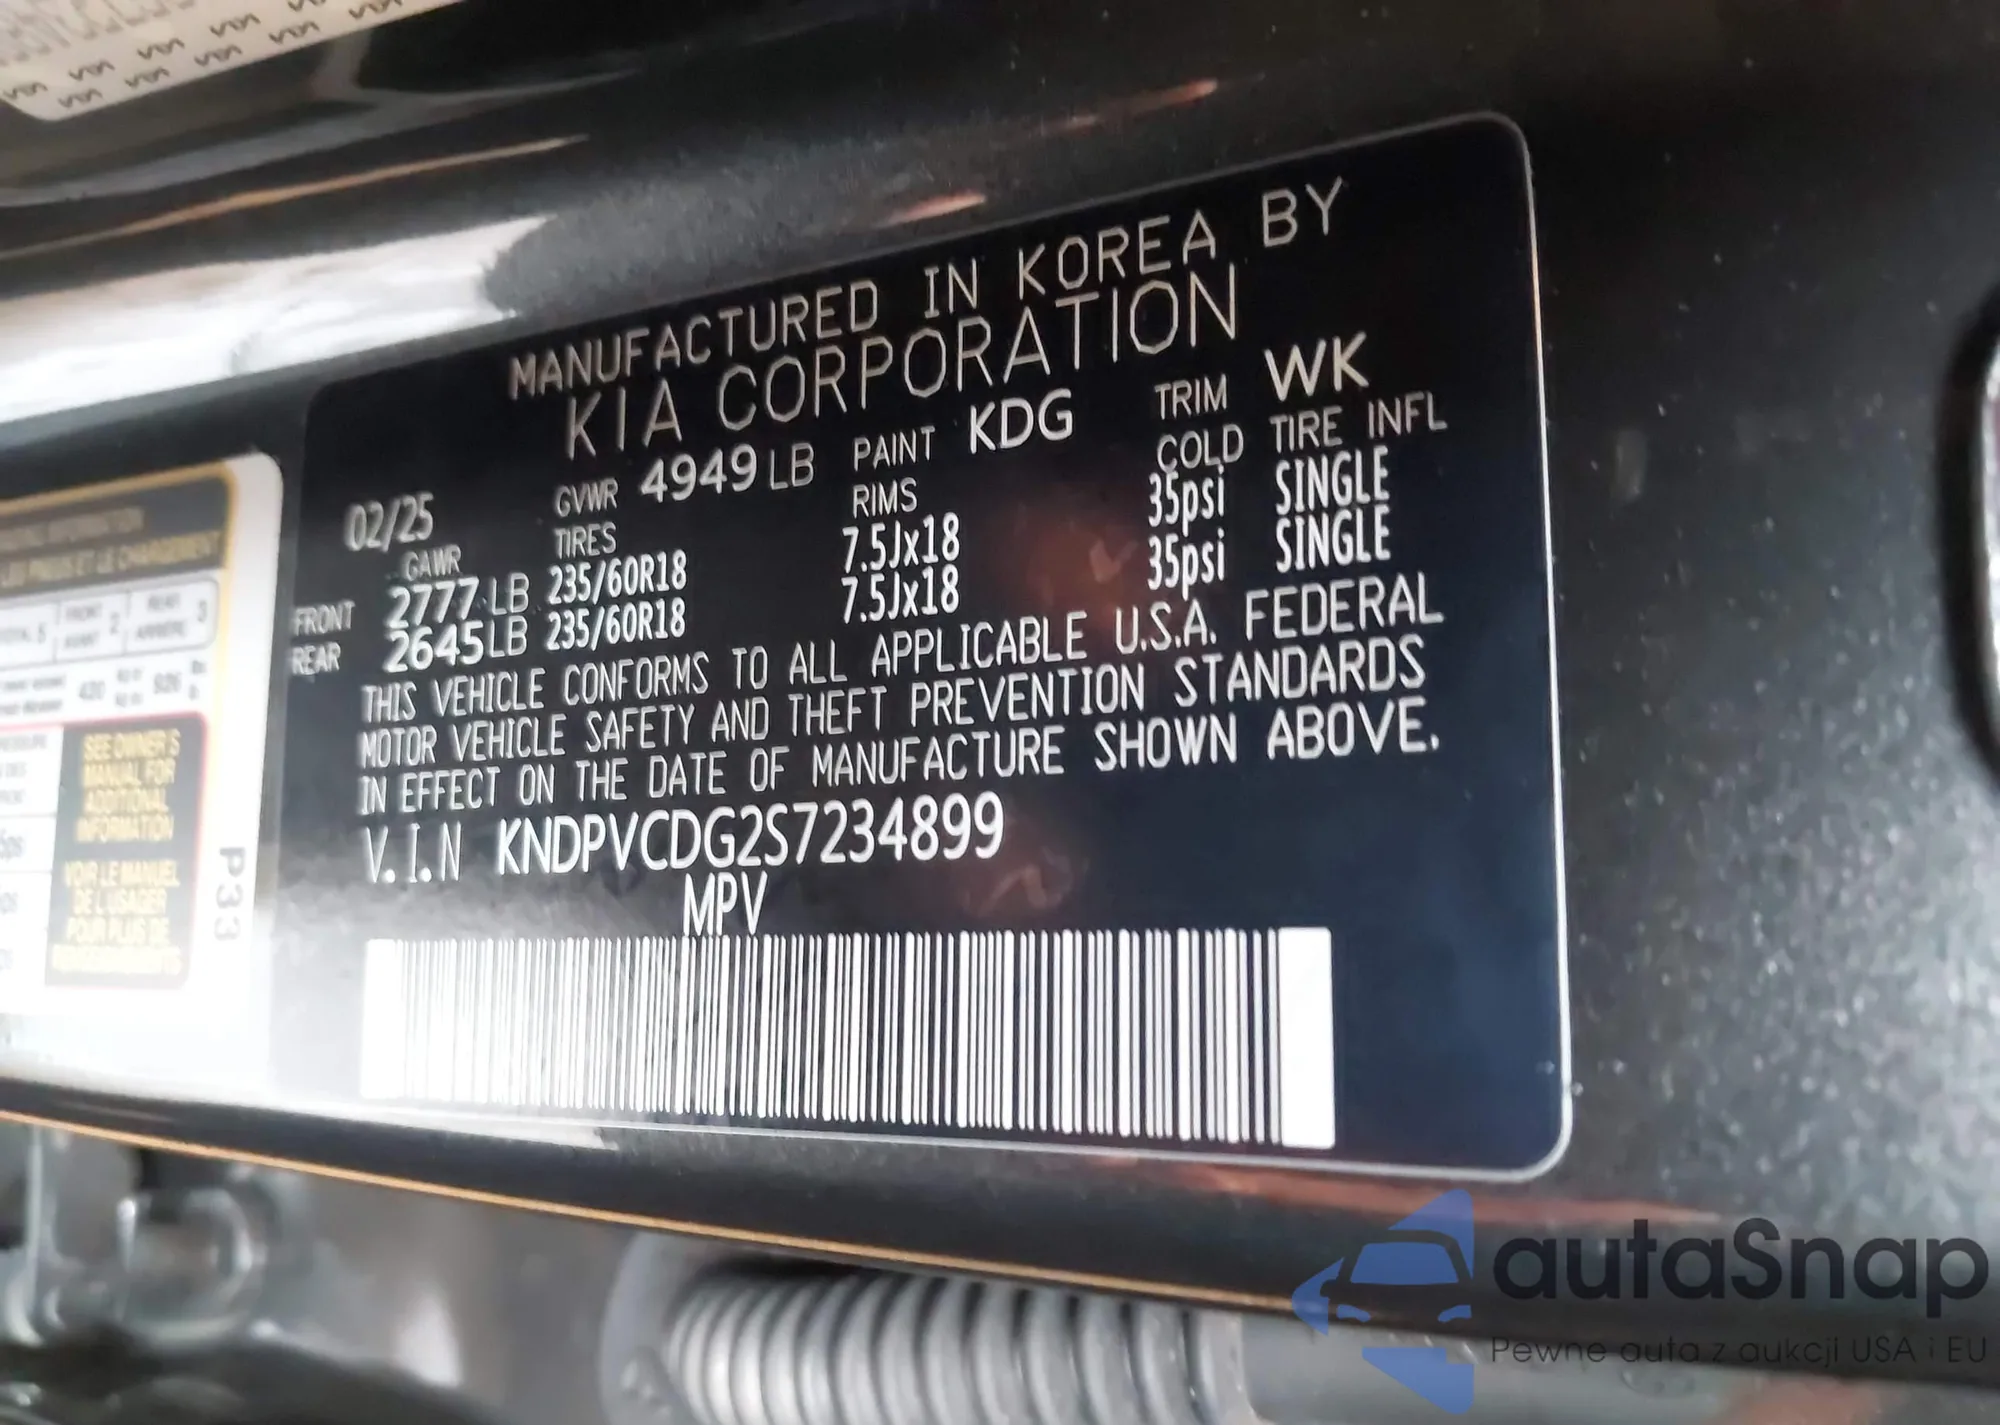 MANUFACTURED IN KOREA BY
KIA CORPORATION
02/25 GVWR 4949 LB PAINT KDG TRIM WK
GAWR TIRES RIMS COLD TIRE INFL
FRONT 2777 LB 235/60R18 7.5Jx18 35psi SINGLE
REAR 2645 LB 235/60R18 7.5Jx18 35psi SINGLE
THIS VEHICLE CONFORMS TO ALL APPLICABLE U.S.A. FEDERAL
MOTOR VEHICLE SAFETY AND THEFT PREVENTION STANDARDS
IN EFFECT ON THE DATE OF MANUFACTURE SHOWN ABOVE.
V.I.N KNDPVCDG2S7234899
MPV
SEE OWNER'S
MANUAL FOR
ADDITIONAL
INFORMATION
VOIR LE MANUEL
DE L'USAGER
POUR PLUS DE
P33
autaSnap
Pewne auta z aukcji USA i EU